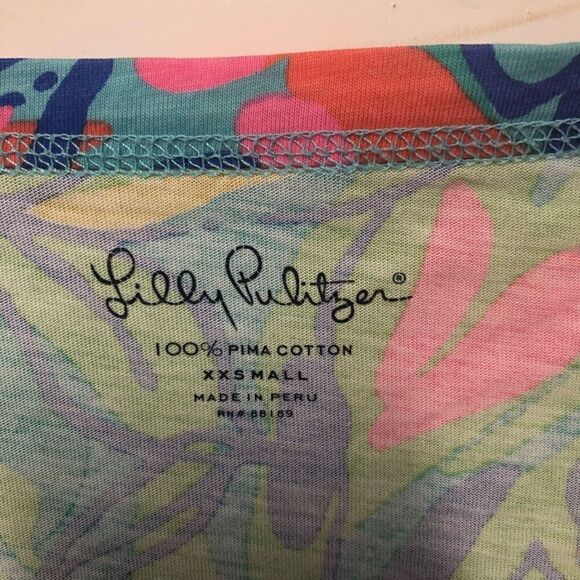 Lilly Pulitzer®
100% PIMA COTTON
XXSMALL
MADE IN PERU
RN# 88189